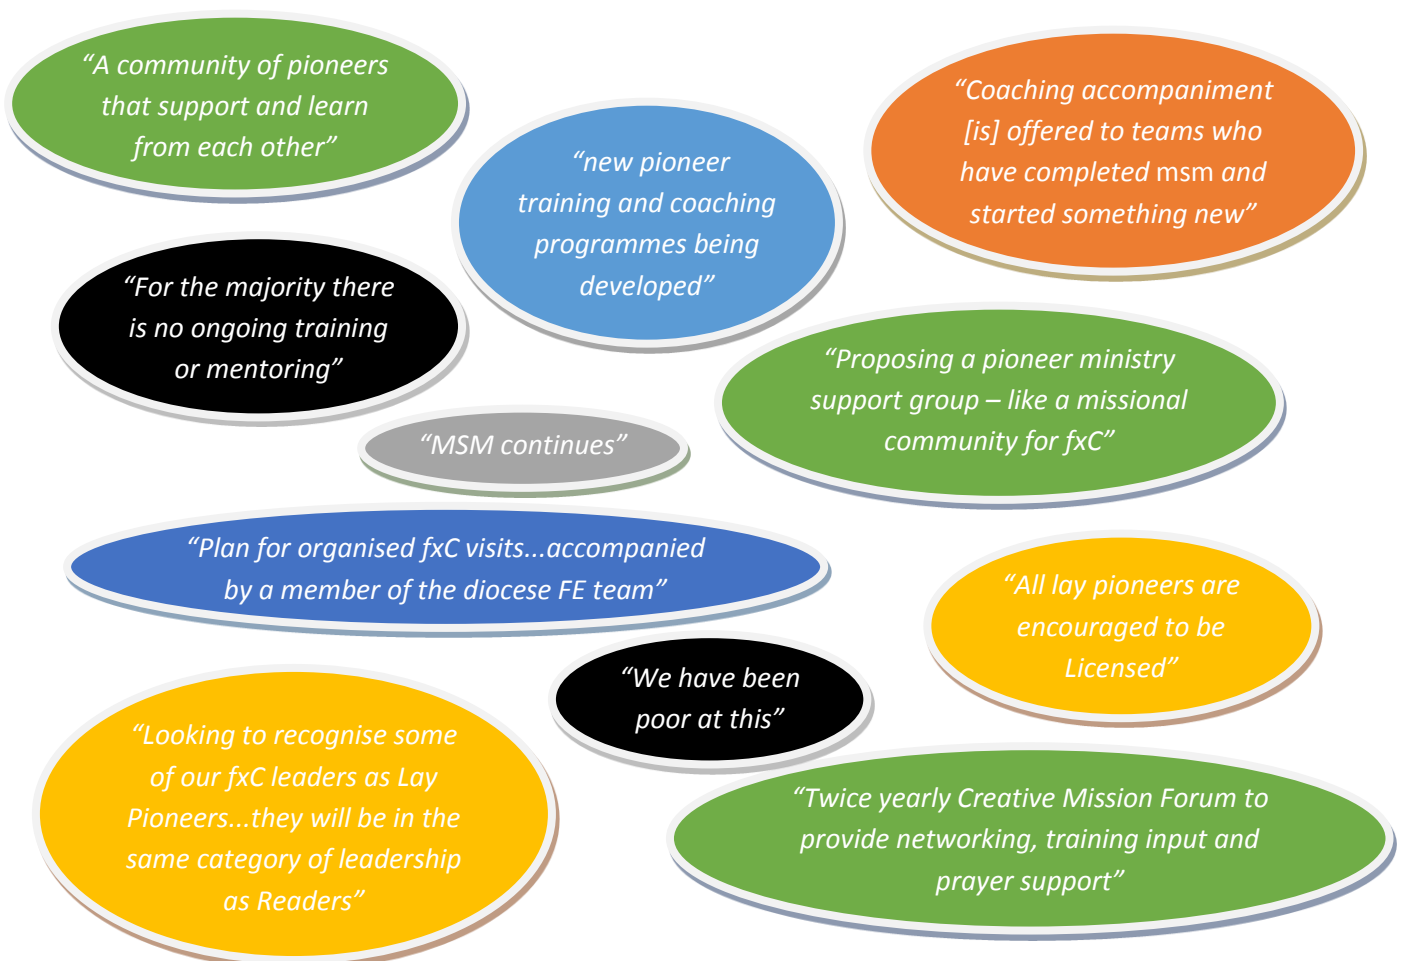 “A community of pioneers
that support and learn
from each other”
“new pioneer
training and coaching
programmes being
developed”
“Coaching accompaniment
[is] offered to teams who
have completed msm and
started something new”
“For the majority there
is no ongoing training
or mentoring”
“Proposing a pioneer ministry
support group – like a missional
community for fxC”
“MSM continues”
“Plan for organised fxC visits...accompanied
by a member of the diocese FE team”
“All lay pioneers are
encouraged to be
Licensed”
“We have been
poor at this”
“Looking to recognise some
of our fxC leaders as Lay
Pioneers...they will be in the
same category of leadership
as Readers”
“Twice yearly Creative Mission Forum to
provide networking, training input and
prayer support”